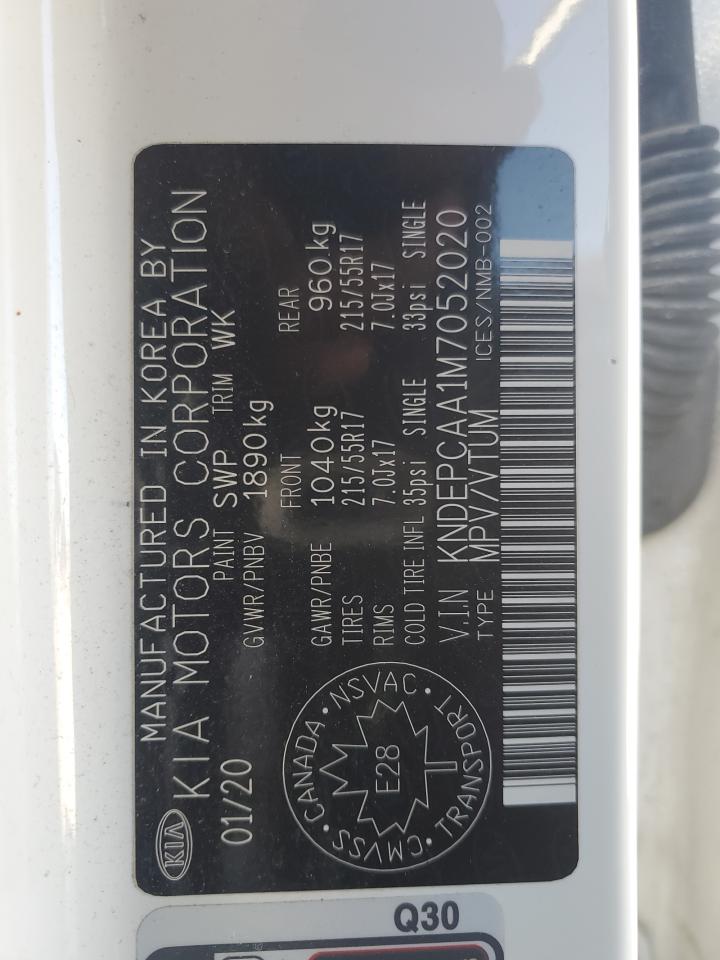 MANUFACTURED IN KOREA BY
KIA KIA MOTORS CORPORATION
01/20 PAINT SWP TRIM WK
GVWR/PNBV 1890kg
FRONT REAR
GAWR/PNBE 1040kg 960kg
TIRES 215/55R17 215/55R17
RIMS 7.0Jx17 7.0Jx17
COLD TIRE INFL 35psi SINGLE 33psi SINGLE
V.I.N KNDEPCAA1M7052020
TYPE MPV/VTUM ICES/NMB-002
CANADA · NSVAC · TRANSPORT · CMVSS ·
E28
Q30